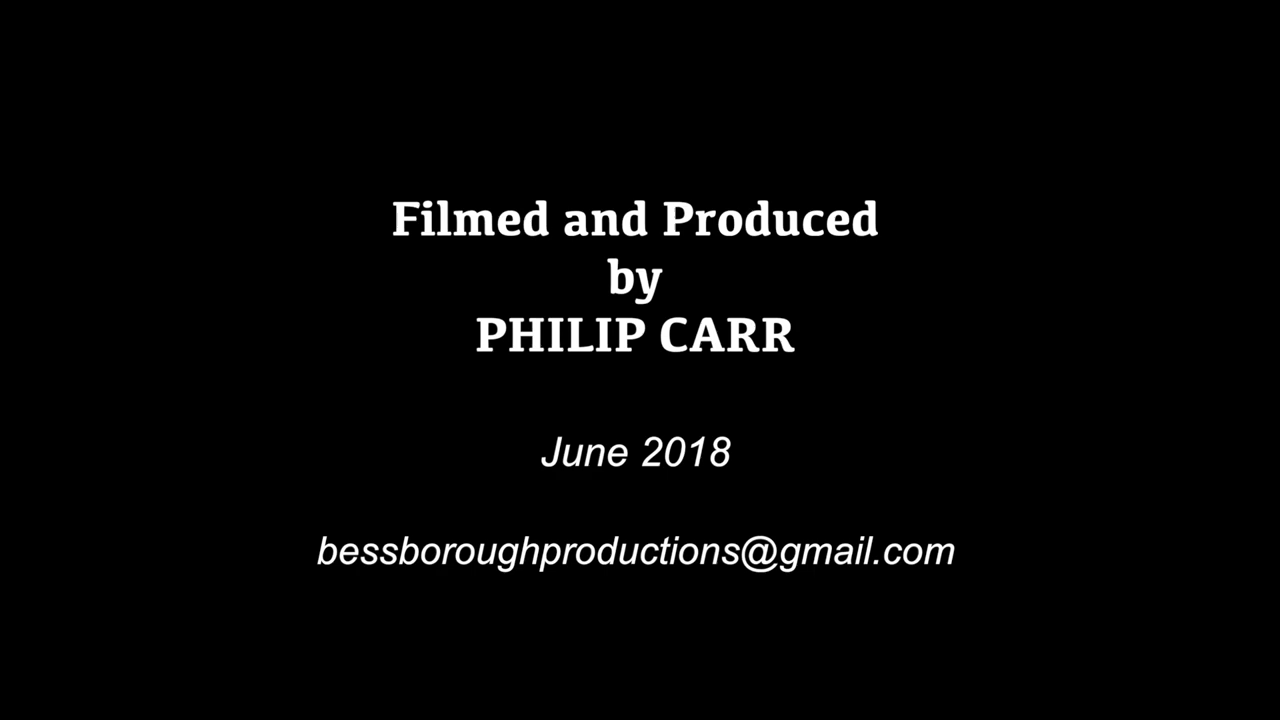 Filmed and Produced
by
PHILIP CARR
June 2018
bessboroughproductions@gmail.com